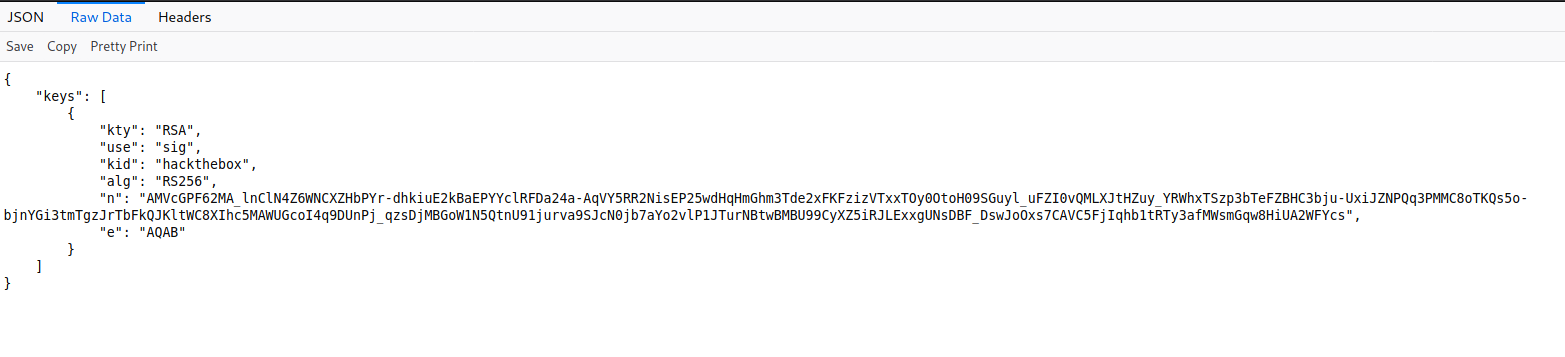 JSON Raw Data Headers
Save Copy Pretty Print
{
    "keys": [
        {
            "kty": "RSA",
            "use": "sig",
            "kid": "hackthebox",
            "alg": "RS256",
            "n": "AMVcGPF62MA_lnClN4Z6WNCXZHbPYr-dhkiuE2kBaEPYYclRFDa24a-AqVY5RR2NisEP25wdHqHmGhm3Tde2xFKFzizVTxxTOy0OtoH09SGuyl_uFZI0vQMLXJtHZuy_YRWhxTSzp3bTeFZBHC3bju-UxiJZNPQq3PMMC8oTKQs5o-
bjnYGi3tmTgzJrTbFkQJKltWC8XIhc5MAWUGcoI4q9DUnPj_qzsDjMBGoW1N5QtnU91jurva9SJcN0jb7aYo2vlP1JTurNBtwBMBU99CyXZ5iRJLExxgUNsDBF_DswJoOxs7CAVC5FjIqhb1tRTy3afMWsmGqw8HiUA2WFYcs",
            "e": "AQAB"
        }
    ]
}